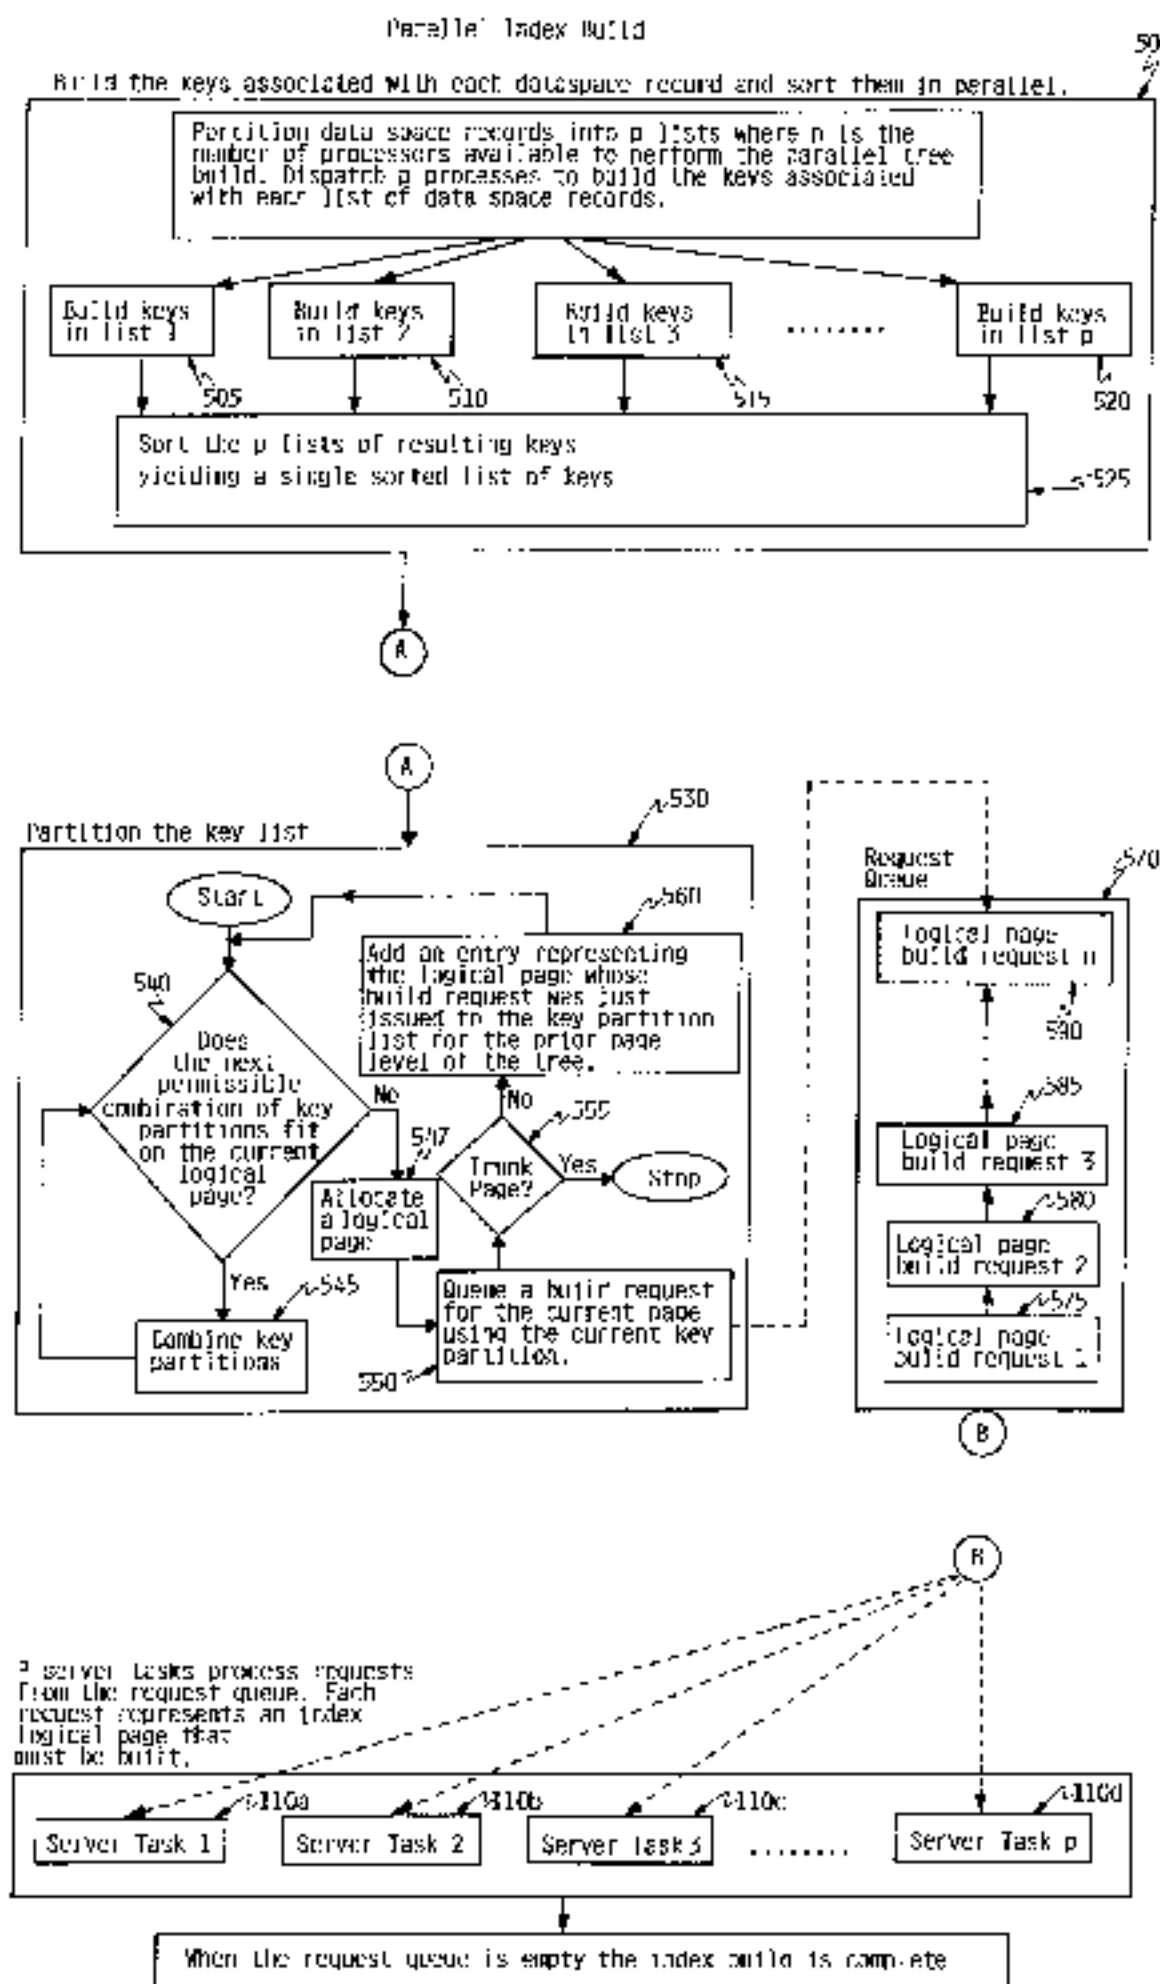 Parallel Index Build
50
Build the keys associated with each dataspace record and sort them in parallel.
Partition data space records into p lists where n is the
number of processors available to perform the parallel tree
build. Dispatch p processes to build the keys associated
with each list of data space records.
Build keys
in list 1
505
Build keys
in list 2
510
Build keys
in list 3
515
........
Build keys
in list p
520
Sort the p lists of resulting keys
yielding a single sorted list of keys
525
A
A
530
Partition the key list
Start
540
Does
the next
permissible
combination of key
partitions fit
on the current
logical
page?
No
Yes
545
Combine key
partitions
547
Allocate
a logical
page
560
Add an entry representing
the logical page whose
build request was just
issued to the key partition
list for the prior page
level of the tree.
No
555
Trunk
Page?
Yes
Stop
Queue a build request
for the current page
using the current key
partition.
550
Request
Queue
570
Logical page
build request n
590
585
Logical page
build request 3
580
Logical page
build request 2
575
Logical page
build request 1
B
B
P server tasks process requests
from the request queue. Each
request represents an index
logical page that
must be built.
110a
Server Task 1
110b
Server Task 2
110c
Server Task 3
........
110d
Server Task p
When the request queue is empty the index build is complete